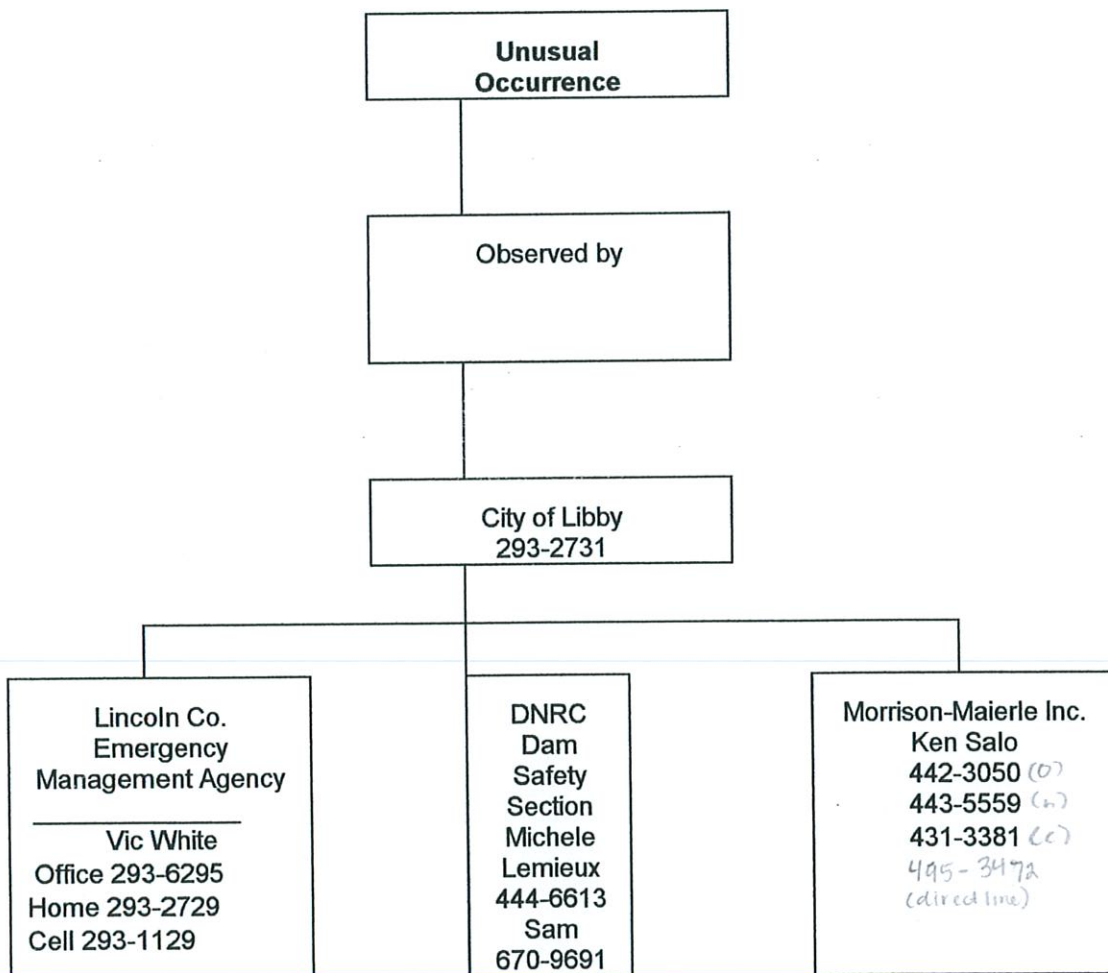 Unusual
Occurrence
Observed by
City of Libby
293-2731
Lincoln Co.
Emergency
Management Agency
Vic White
Office 293-6295
Home 293-2729
Cell 293-1129
DNRC
Dam
Safety
Section
Michele
Lemieux
444-6613
Sam
670-9691
Morrison-Maierle Inc.
Ken Salo
442-3050 (O)
443-5559 (h)
431-3381 (c)
495-3472
(direct line)